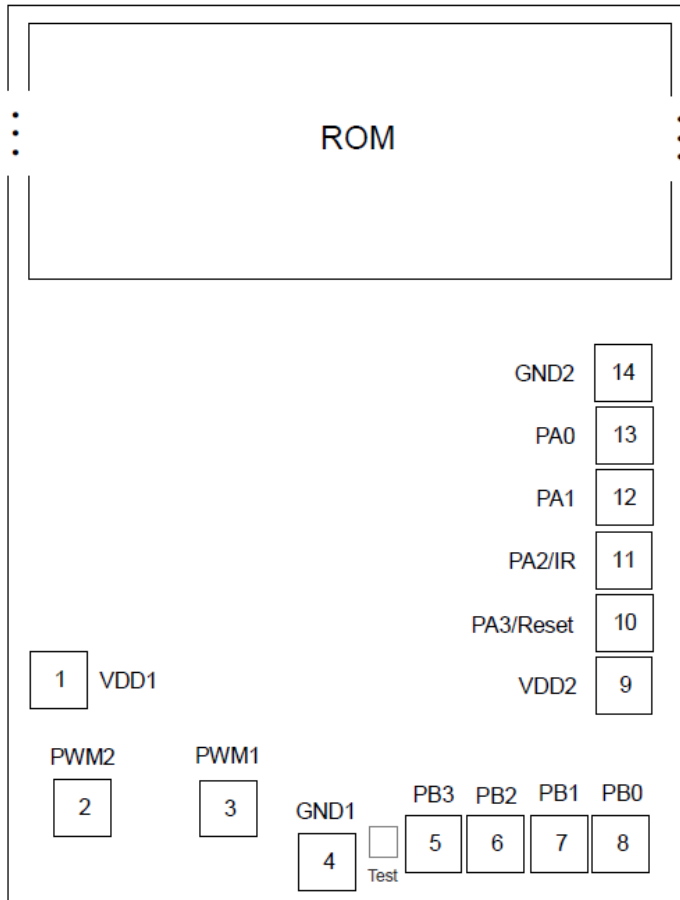 ROM
GND2 14
PA0 13
PA1 12
PA2/IR 11
PA3/Reset 10
1 VDD1
VDD2 9
PWM2 PWM1
PB3 PB2 PB1 PB0
2 3
GND1
5 6 7 8
4
Test